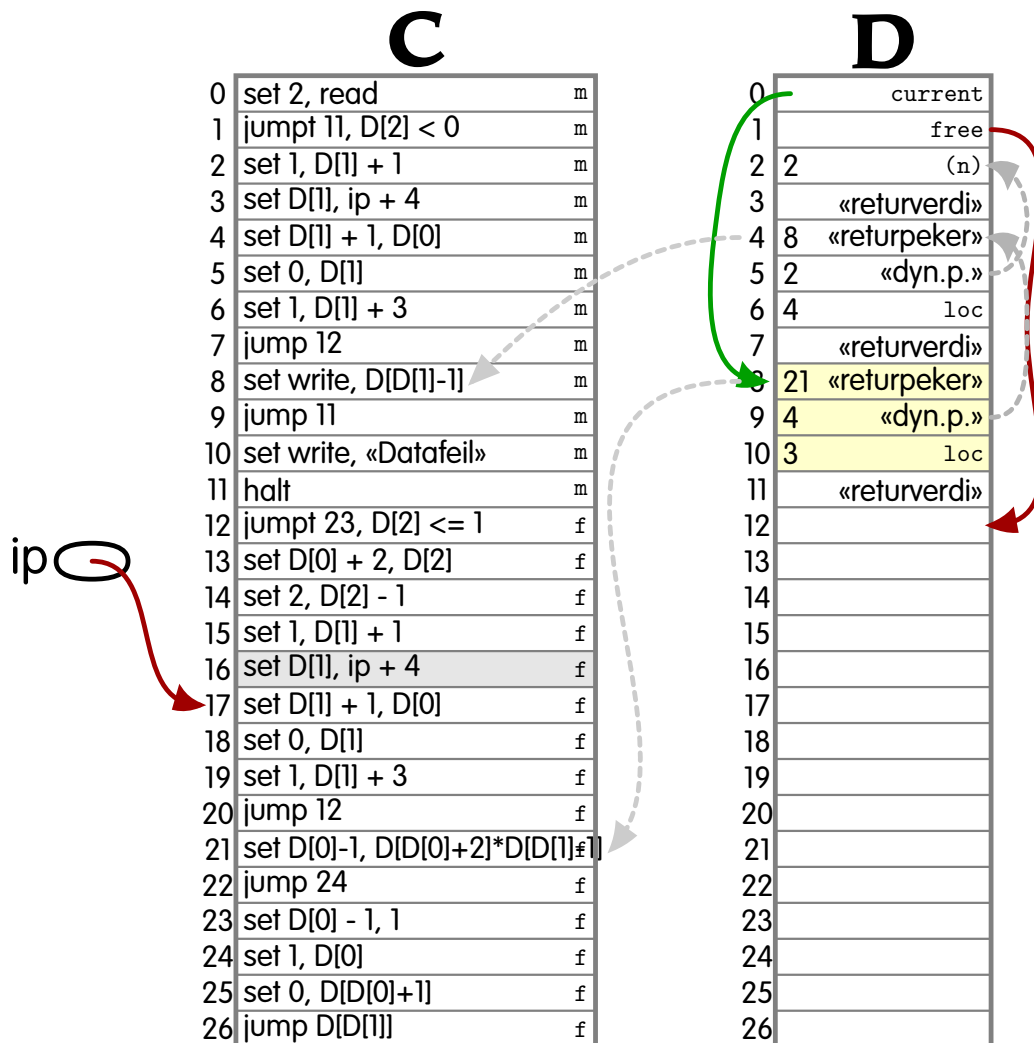 C D
0 set 2, read m 0 current
1 jumpt 11, D[2] < 0 m 1 free
2 set 1, D[1] + 1 m 2 2 (n)
3 set D[1], ip + 4 m 3 «returverdi»
4 set D[1] + 1, D[0] m 4 8 «returpeker»
5 set 0, D[1] m 5 2 «dyn.p.»
6 set 1, D[1] + 3 m 6 4 loc
7 jump 12 m 7 «returverdi»
8 set write, D[D[1]-1] m 8 21 «returpeker»
9 jump 11 m 9 4 «dyn.p.»
10 set write, «Datafeil» m 10 3 loc
11 halt m 11 «returverdi»
12 jumpt 23, D[2] <= 1 f 12
ip 13 set D[0] + 2, D[2] f 13
14 set 2, D[2] - 1 f 14
15 set 1, D[1] + 1 f 15
16 set D[1], ip + 4 f 16
17 set D[1] + 1, D[0] f 17
18 set 0, D[1] f 18
19 set 1, D[1] + 3 f 19
20 jump 12 f 20
21 set D[0]-1, D[D[0]+2]*D[D[1]-1] f 21
22 jump 24 f 22
23 set D[0] - 1, 1 f 23
24 set 1, D[0] f 24
25 set 0, D[D[0]+1] f 25
26 jump D[D[1]] f 26